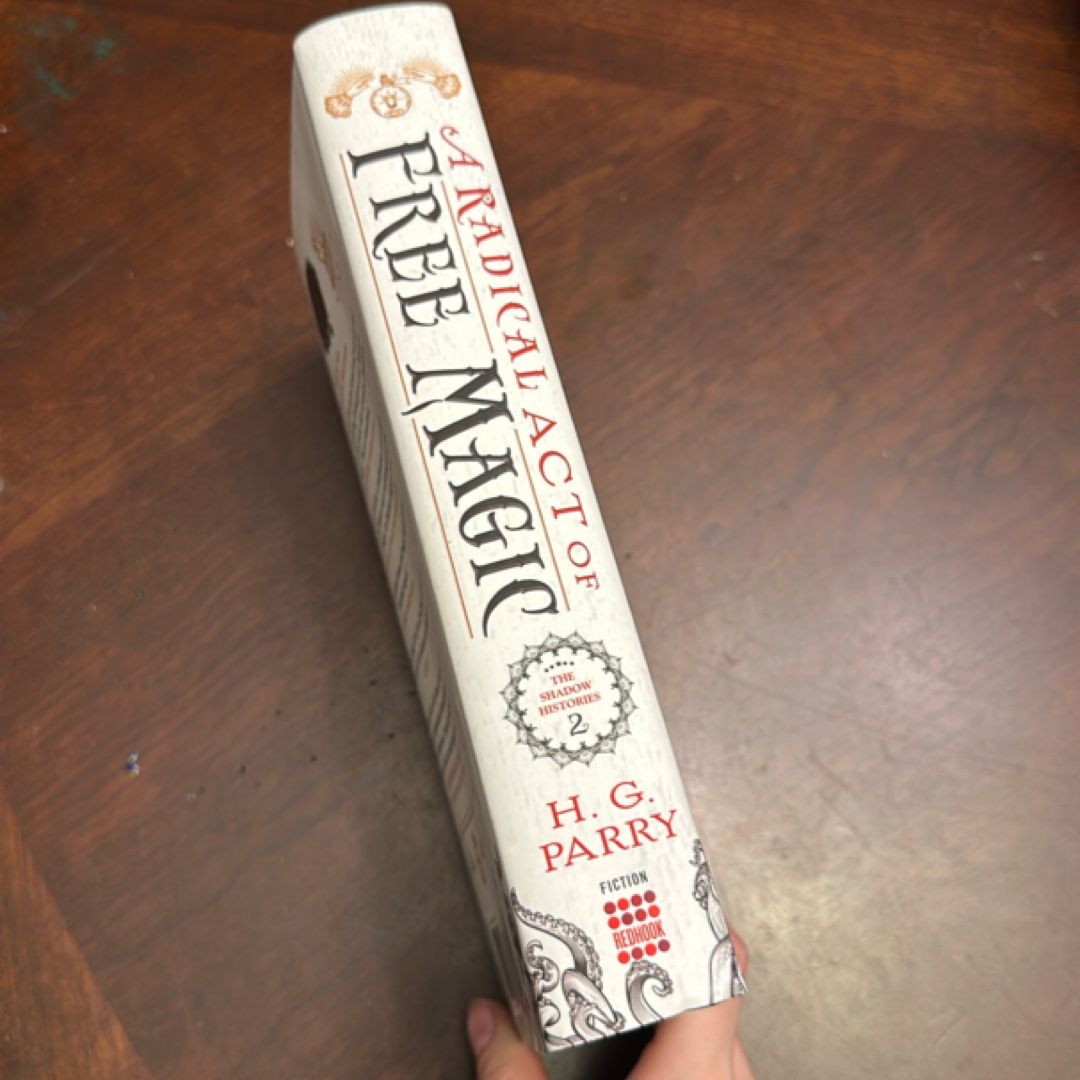 A RADICAL ACT OF
FREE MAGIC
THE
SHADOW
HISTORIES
2
H. G.
PARRY
FICTION
REDHOOK